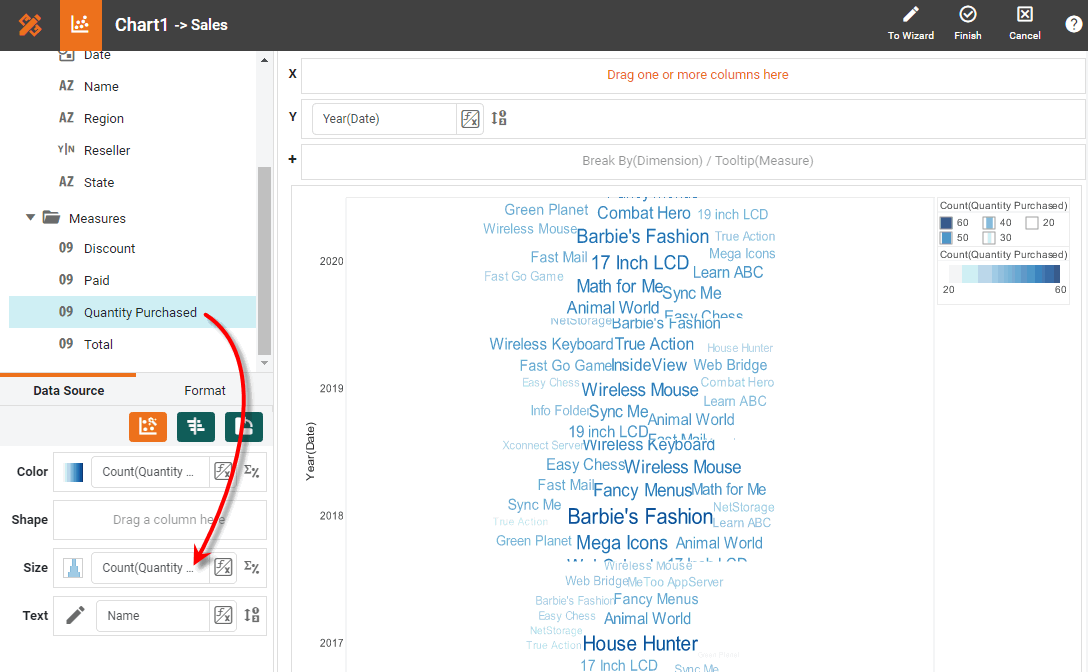 Chart1 -> Sales
To Wizard
Finish
Cancel
?
Date
AZ Name
AZ Region
Y|N Reseller
AZ State
Measures
09 Discount
09 Paid
09 Quantity Purchased
09 Total
Data Source
Format
Color
Count(Quantity ...
Shape
Drag a column here
Size
Count(Quantity ...
Text
Name
X
Drag one or more columns here
Y
Year(Date)
+
Break By(Dimension) / Tooltip(Measure)
Year(Date)
2020
Green Planet Combat Hero 19 inch LCD
Wireless Mouse Barbie's Fashion True Action
Fast Mail 17 Inch LCD Mega Icons
Fast Go Game Learn ABC
Math for Me Sync Me
Animal World Easy Chess
2019
NetStorage Barbie's Fashion
Wireless Keyboard True Action House Hunter
Fast Go Game InsideView Web Bridge
Easy Chess Wireless Mouse Combat Hero
Learn ABC
Info Folder Sync Me Animal World
19 inch LCD Fast Mail
2018
Xconnect Server Wireless Keyboard
Easy Chess Wireless Mouse
Fast Mail Fancy Menus Math for Me
Sync Me NetStorage
True Action Barbie's Fashion Learn ABC
Green Planet Mega Icons Animal World
17 Inch LCD
2017
Wireless Mouse
Web Bridge MeToo AppServer
Barbie's Fashion Fancy Menus
Easy Chess Animal World
NetStorage
True Action House Hunter
17 Inch LCD Sync Me
Count(Quantity Purchased)
60 40 20
50 30
Count(Quantity Purchased)
20 60